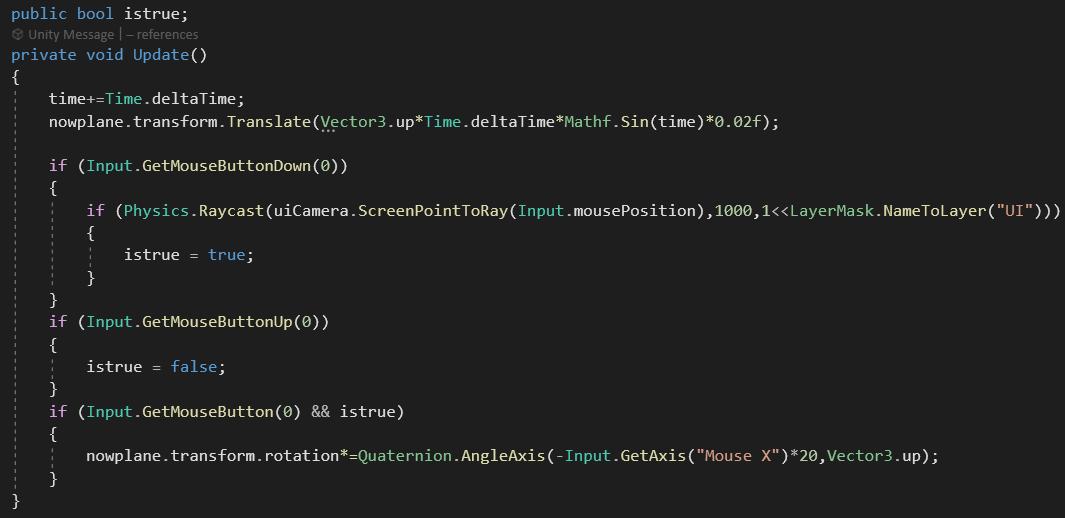 public bool istrue;
Unity Message | – references
private void Update()
{
time+=Time.deltaTime;
nowplane.transform.Translate(Vector3.up*Time.deltaTime*Mathf.Sin(time)*0.02f);
if (Input.GetMouseButtonDown(0))
{
if (Physics.Raycast(uiCamera.ScreenPointToRay(Input.mousePosition),1000,1<<LayerMask.NameToLayer("UI")))
{
istrue = true;
}
}
if (Input.GetMouseButtonUp(0))
{
istrue = false;
}
if (Input.GetMouseButton(0) && istrue)
{
nowplane.transform.rotation*=Quaternion.AngleAxis(-Input.GetAxis("Mouse X")*20,Vector3.up);
}
}